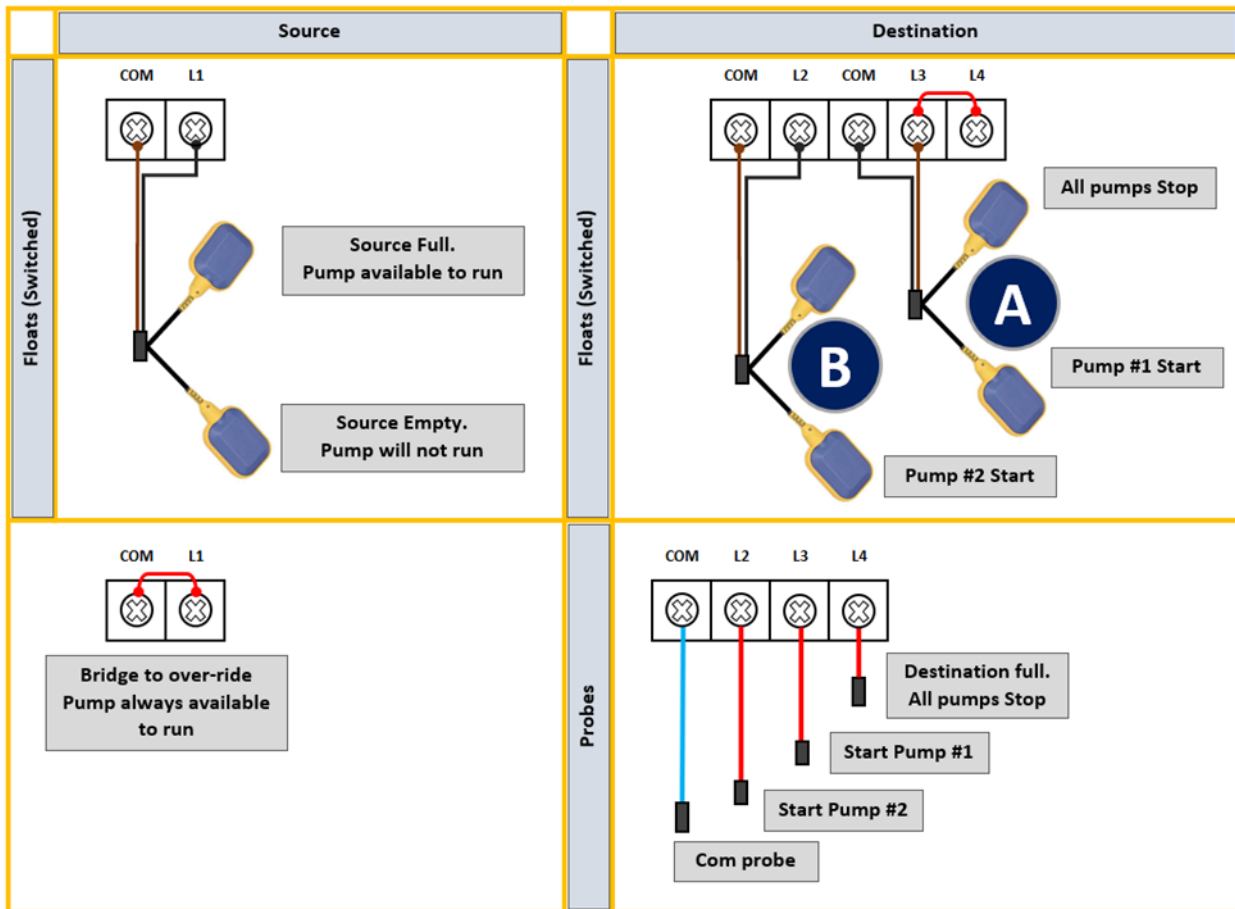 Source
Destination
Floats (Switched)
COM L1
Source Full.
Pump available to run
Source Empty.
Pump will not run
Floats (Switched)
COM L2 COM L3 L4
All pumps Stop
A
Pump #1 Start
B
Pump #2 Start
COM L1
Bridge to over-ride
Pump always available
to run
Probes
COM L2 L3 L4
Destination full.
All pumps Stop
Start Pump #1
Start Pump #2
Com probe